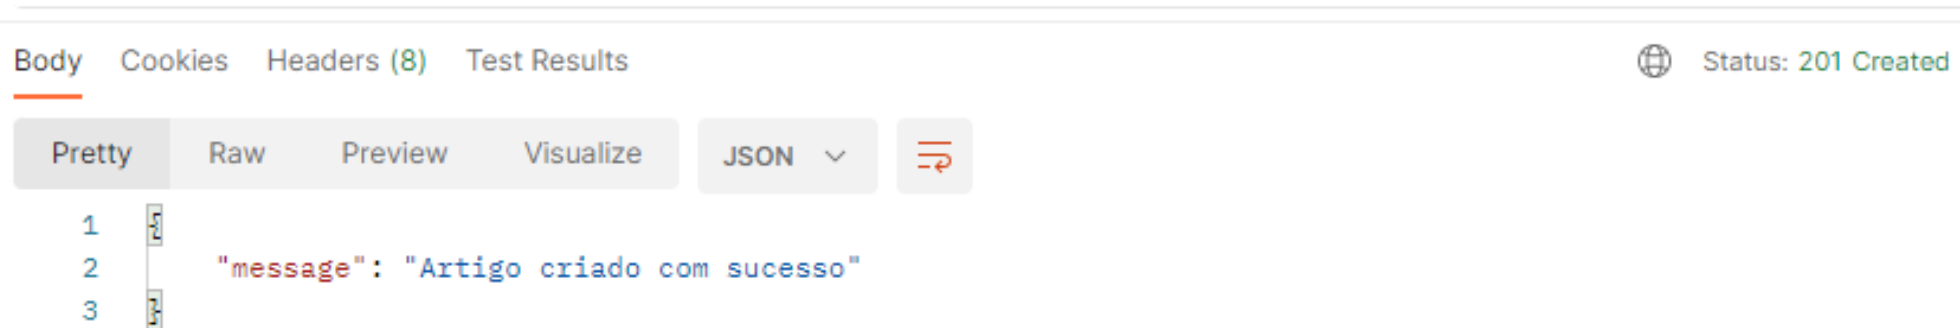 Body Cookies Headers (8) Test Results Status: 201 Created
Pretty Raw Preview Visualize JSON
1 {
2 "message": "Artigo criado com sucesso"
3 }